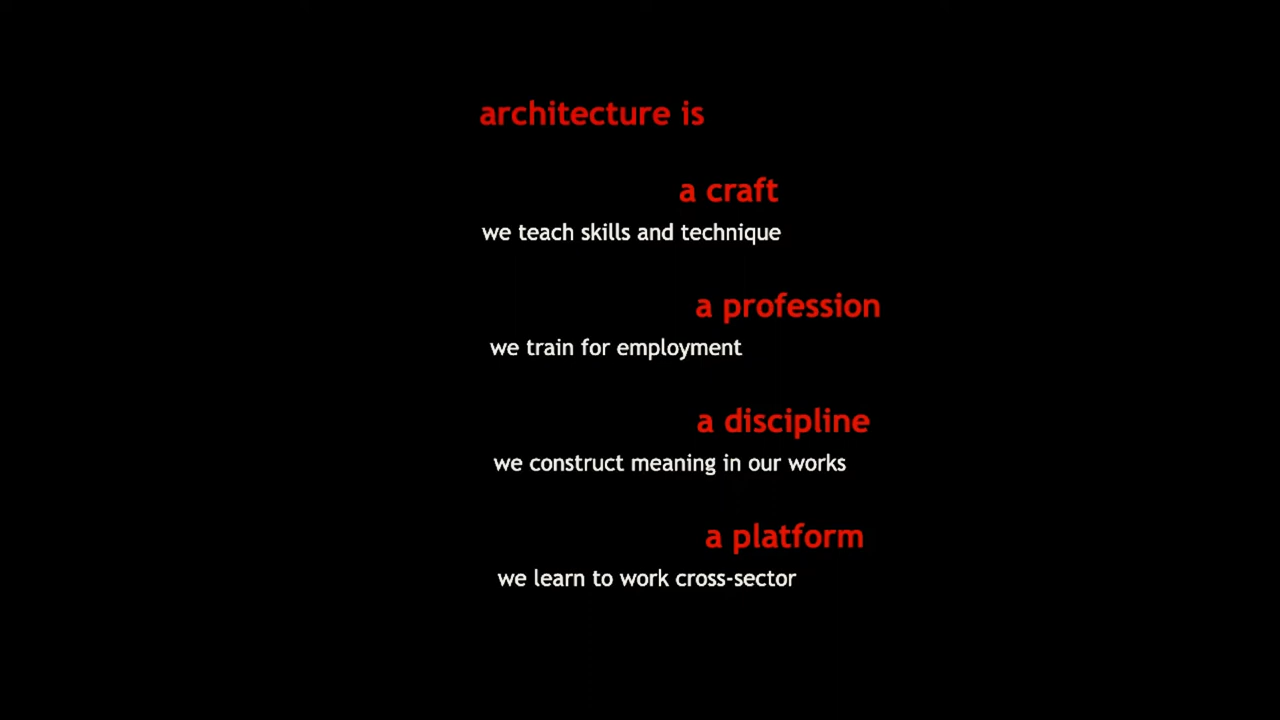 architecture is
a craft
we teach skills and technique
a profession
we train for employment
a discipline
we construct meaning in our works
a platform
we learn to work cross-sector